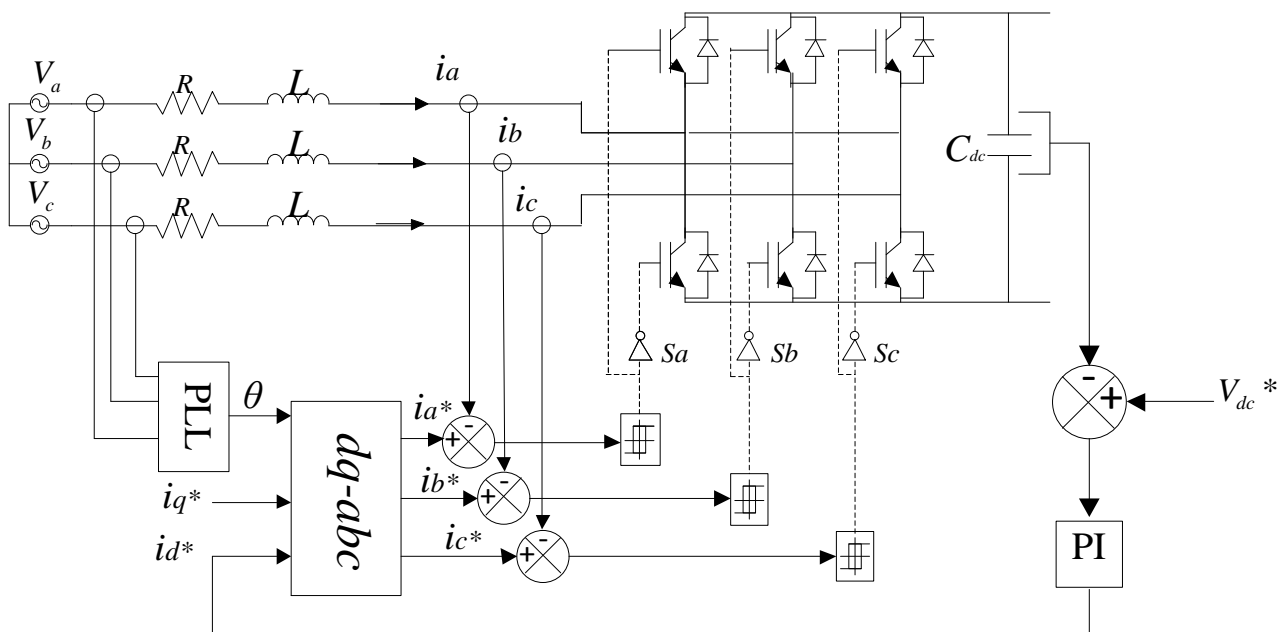 Va
R
L
ia
Vb
R
L
ib
Vc
R
L
ic
Cdc
Sa
Sb
Sc
-
+
Vdc *
PLL
θ
dq-abc
ia*
+
-
iq*
ib*
+
-
id*
ic*
+
-
PI